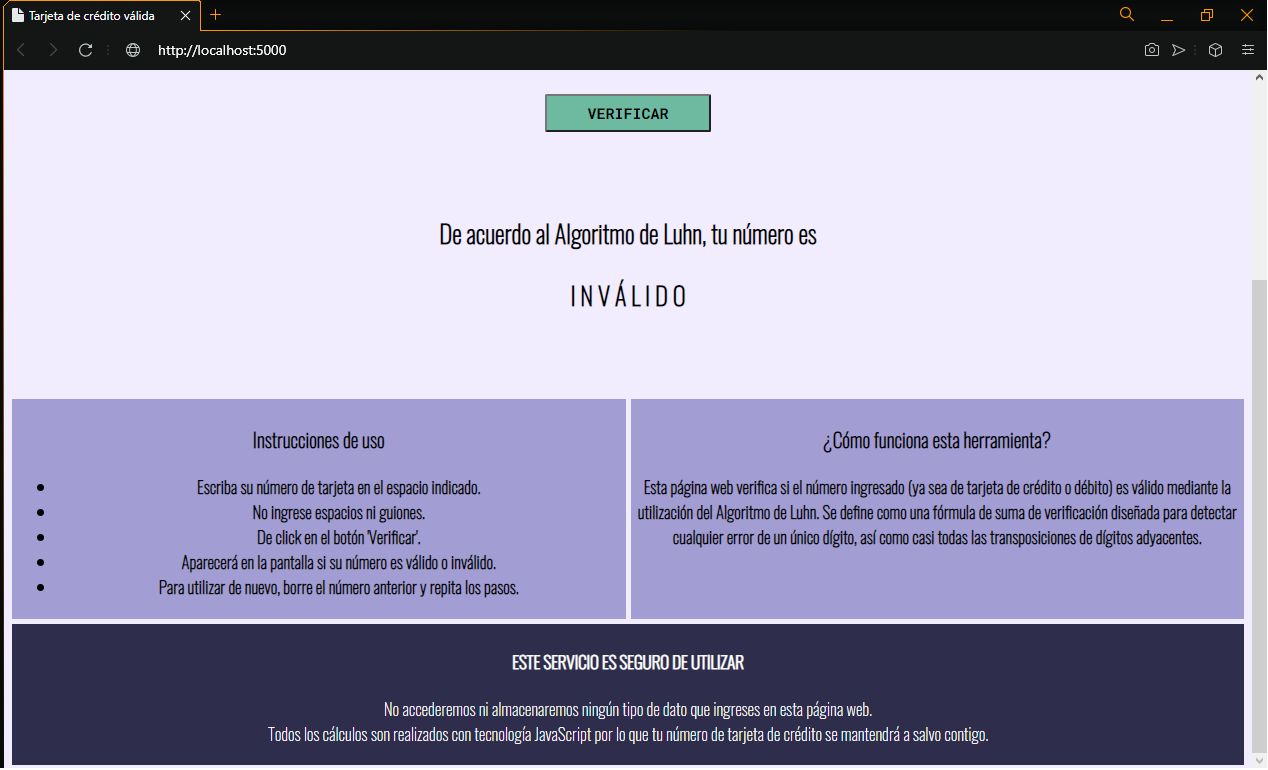 Tarjeta de crédito válida
http://localhost:5000
VERIFICAR
De acuerdo al Algoritmo de Luhn, tu número es
INVÁLIDO
Instrucciones de uso
Escriba su número de tarjeta en el espacio indicado.
No ingrese espacios ni guiones.
De click en el botón 'Verificar'.
Aparecerá en la pantalla si su número es válido o inválido.
Para utilizar de nuevo, borre el número anterior y repita los pasos.
¿Cómo funciona esta herramienta?
Esta página web verifica si el número ingresado (ya sea de tarjeta de crédito o débito) es válido mediante la
utilización del Algoritmo de Luhn. Se define como una fórmula de suma de verificación diseñada para detectar
cualquier error de un único dígito, así como casi todas las transposiciones de dígitos adyacentes.
ESTE SERVICIO ES SEGURO DE UTILIZAR
No accederemos ni almacenaremos ningún tipo de dato que ingreses en esta página web.
Todos los cálculos son realizados con tecnología JavaScript por lo que tu número de tarjeta de crédito se mantendrá a salvo contigo.